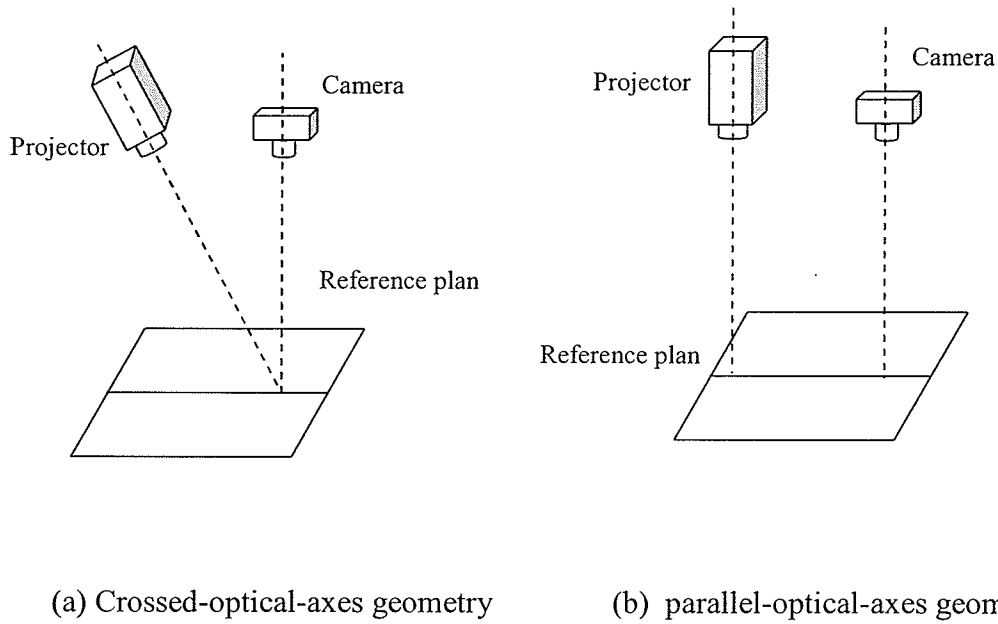 Projector
Camera
Reference plan
(a) Crossed-optical-axes geometry
Projector
Camera
Reference plan
(b) parallel-optical-axes geom